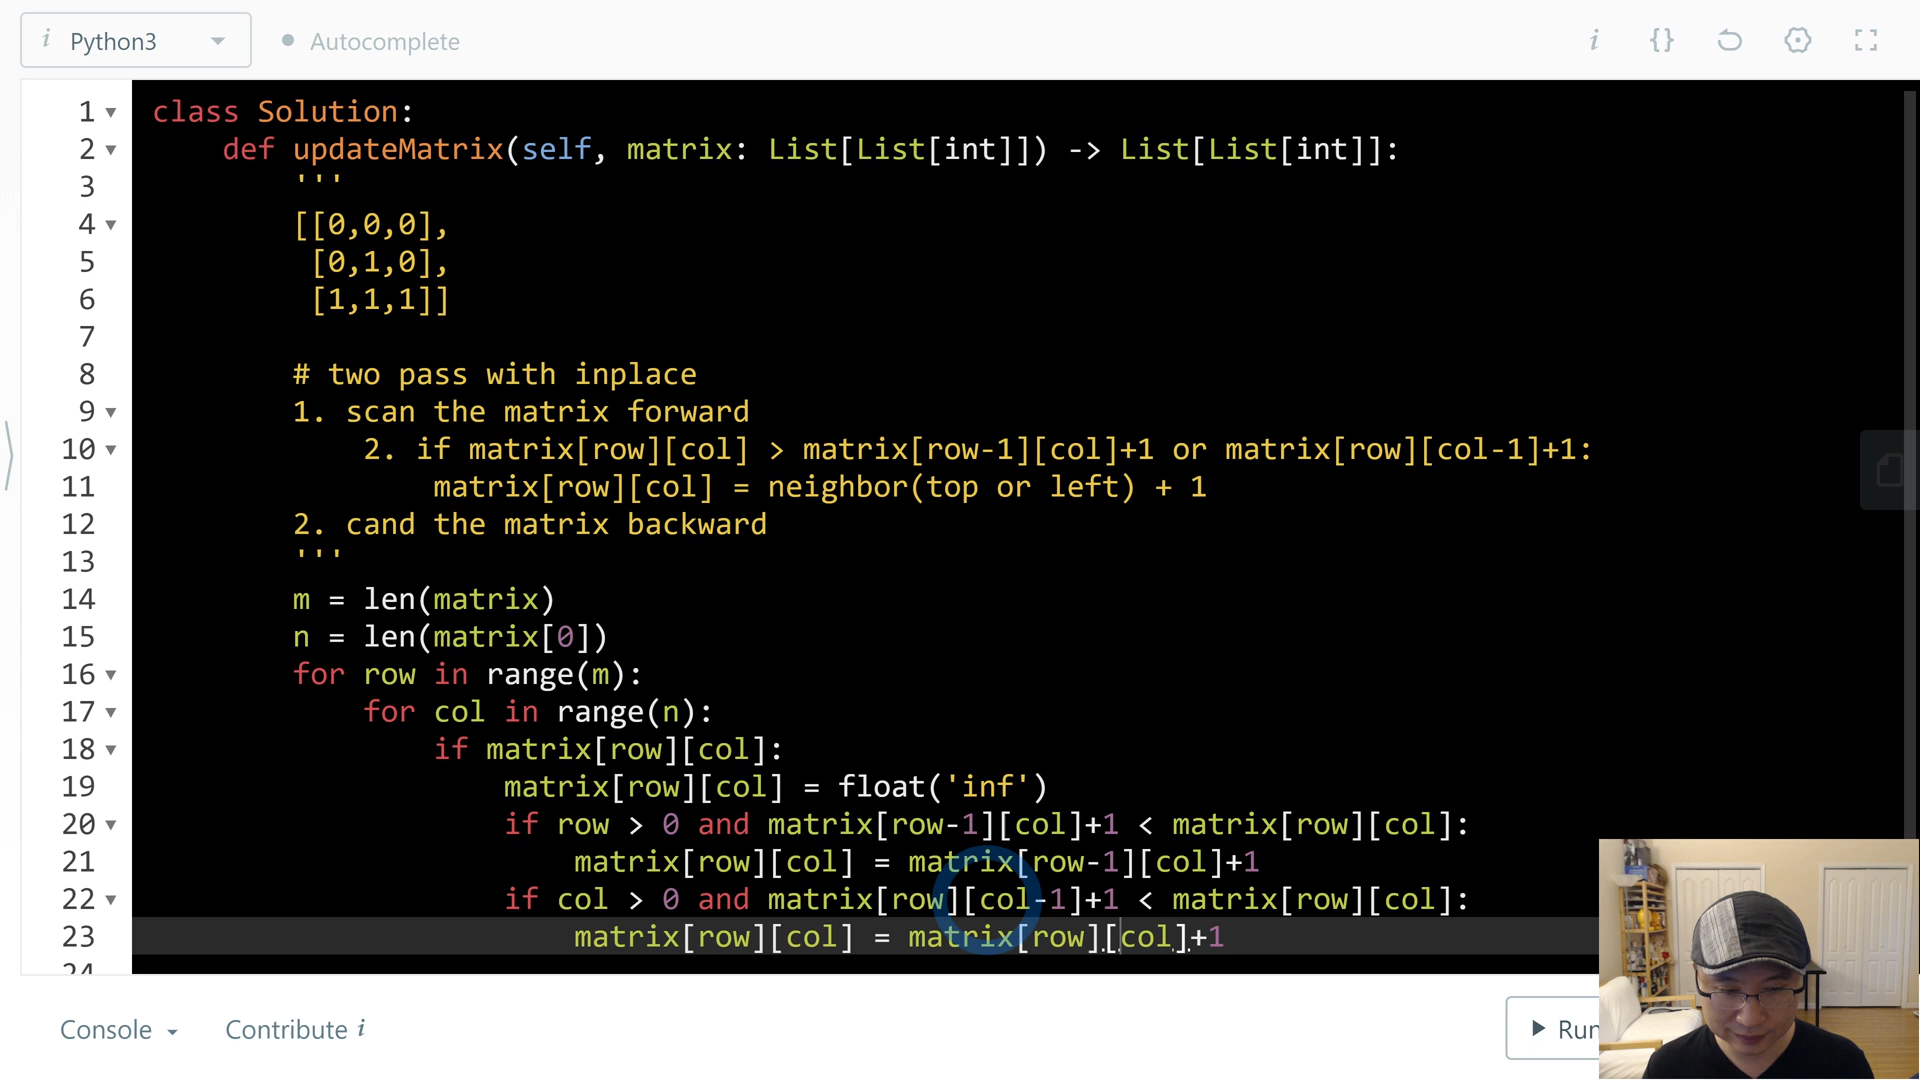 i Python3 Autocomplete i {}
1 class Solution:
2 def updateMatrix(self, matrix: List[List[int]]) -> List[List[int]]:
3 '''
4 [[0,0,0],
5 [0,1,0],
6 [1,1,1]]
7
8 # two pass with inplace
9 1. scan the matrix forward
10 2. if matrix[row][col] > matrix[row-1][col]+1 or matrix[row][col-1]+1:
11 matrix[row][col] = neighbor(top or left) + 1
12 2. cand the matrix backward
13 '''
14 m = len(matrix)
15 n = len(matrix[0])
16 for row in range(m):
17 for col in range(n):
18 if matrix[row][col]:
19 matrix[row][col] = float('inf')
20 if row > 0 and matrix[row-1][col]+1 < matrix[row][col]:
21 matrix[row][col] = matrix[row-1][col]+1
22 if col > 0 and matrix[row][col-1]+1 < matrix[row][col]:
23 matrix[row][col] = matrix[row][col]+1
24
Console Contribute i Run